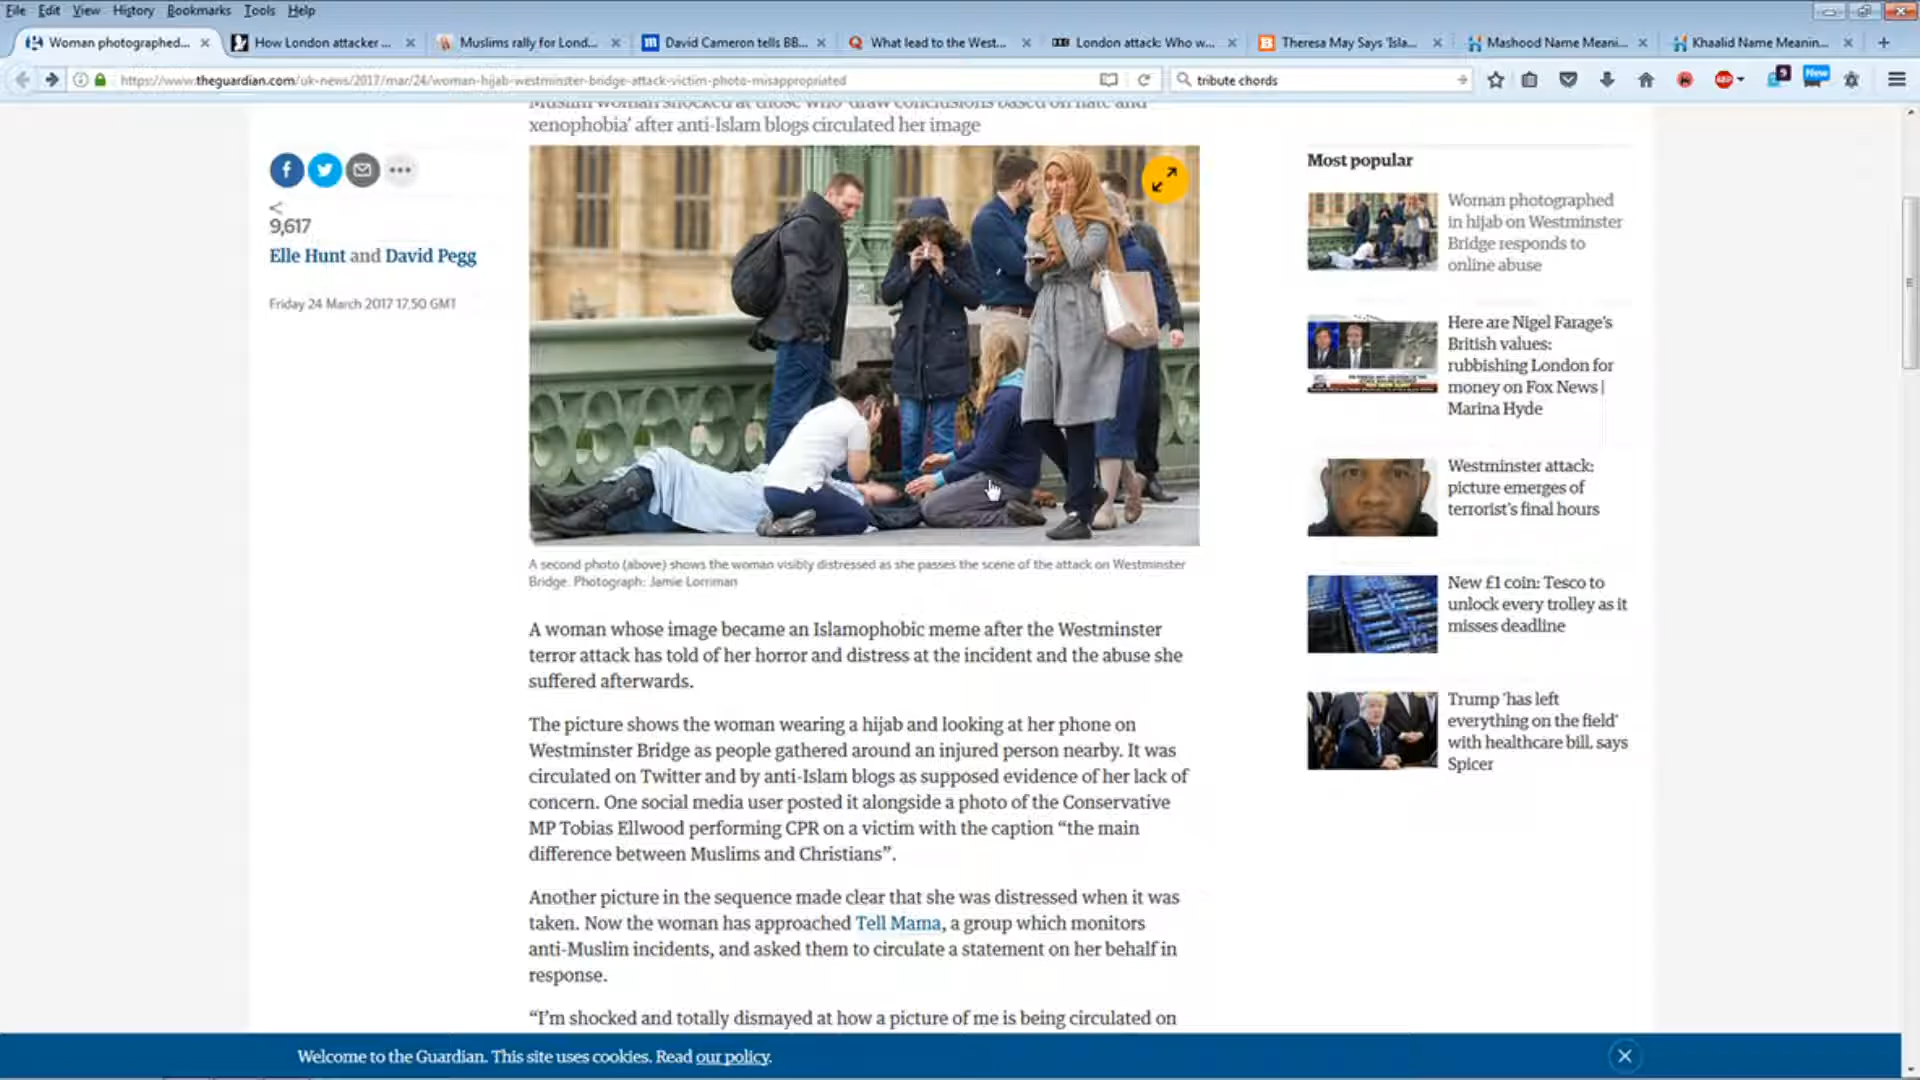 File Edit View History Bookmarks Tools Help
Woman photographed... × How London attacker ... × Muslims rally for Lond... × David Cameron tells BB... × What lead to the West... × London attack: Who w... × Theresa May Says 'Isla... × Mashood Name Meani... × Khaalid Name Meanin... × +
https://www.theguardian.com/uk-news/2017/mar/24/woman-hijab-westminster-bridge-attack-victim-photo-misappropriated
tribute chords
9
New
Muslim woman shocked at those who 'draw conclusions based on hate and
xenophobia' after anti-Islam blogs circulated her image
9,617
Elle Hunt and David Pegg
Friday 24 March 2017 17.50 GMT
A second photo (above) shows the woman visibly distressed as she passes the scene of the attack on Westminster
Bridge. Photograph: Jamie Lorriman
A woman whose image became an Islamophobic meme after the Westminster
terror attack has told of her horror and distress at the incident and the abuse she
suffered afterwards.
The picture shows the woman wearing a hijab and looking at her phone on
Westminster Bridge as people gathered around an injured person nearby. It was
circulated on Twitter and by anti-Islam blogs as supposed evidence of her lack of
concern. One social media user posted it alongside a photo of the Conservative
MP Tobias Ellwood performing CPR on a victim with the caption “the main
difference between Muslims and Christians”.
Another picture in the sequence made clear that she was distressed when it was
taken. Now the woman has approached Tell Mama, a group which monitors
anti-Muslim incidents, and asked them to circulate a statement on her behalf in
response.
“I’m shocked and totally dismayed at how a picture of me is being circulated on
Most popular
Woman photographed
in hijab on Westminster
Bridge responds to
online abuse
Here are Nigel Farage's
British values:
rubbishing London for
money on Fox News |
Marina Hyde
Westminster attack:
picture emerges of
terrorist's final hours
New £1 coin: Tesco to
unlock every trolley as it
misses deadline
Trump 'has left
everything on the field'
with healthcare bill, says
Spicer
Welcome to the Guardian. This site uses cookies. Read our policy.